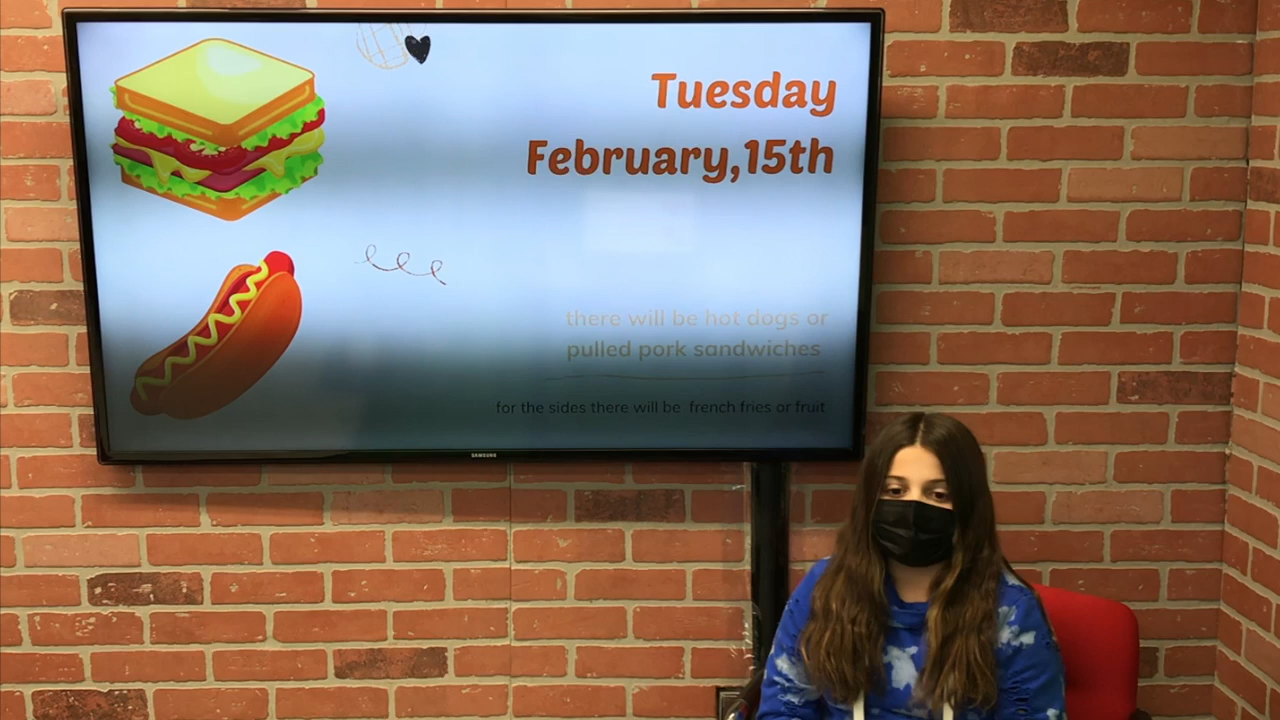 Tuesday
February,15th
there will be hot dogs or
pulled pork sandwiches
for the sides there will be french fries or fruit
SAMSUNG